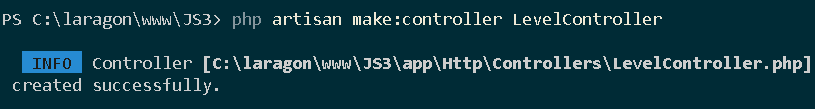 PS C:\laragon\www\JS3> php artisan make:controller LevelController
INFO Controller [C:\laragon\www\JS3\app\Http\Controllers\LevelController.php]
created successfully.